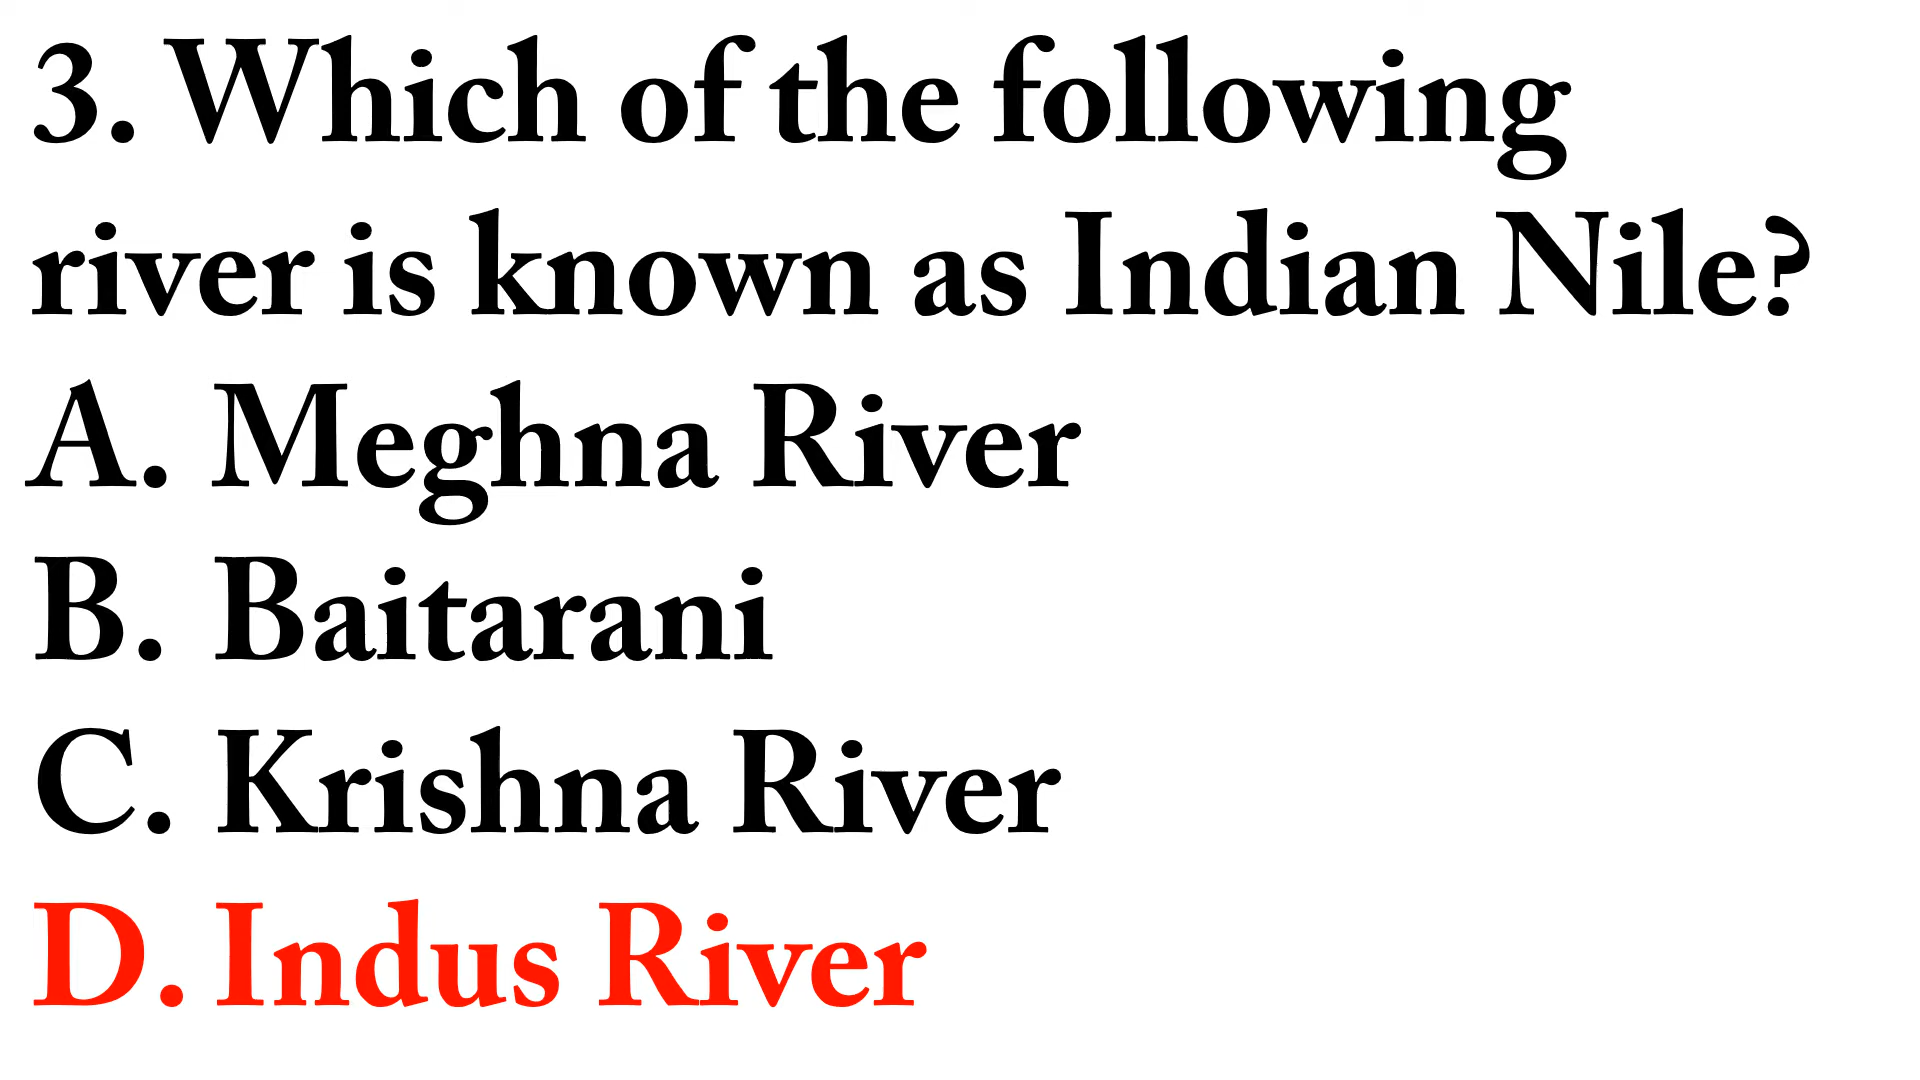 3. Which of the following
river is known as Indian Nile?
A. Meghna River
B. Baitarani
C. Krishna River
D. Indus River